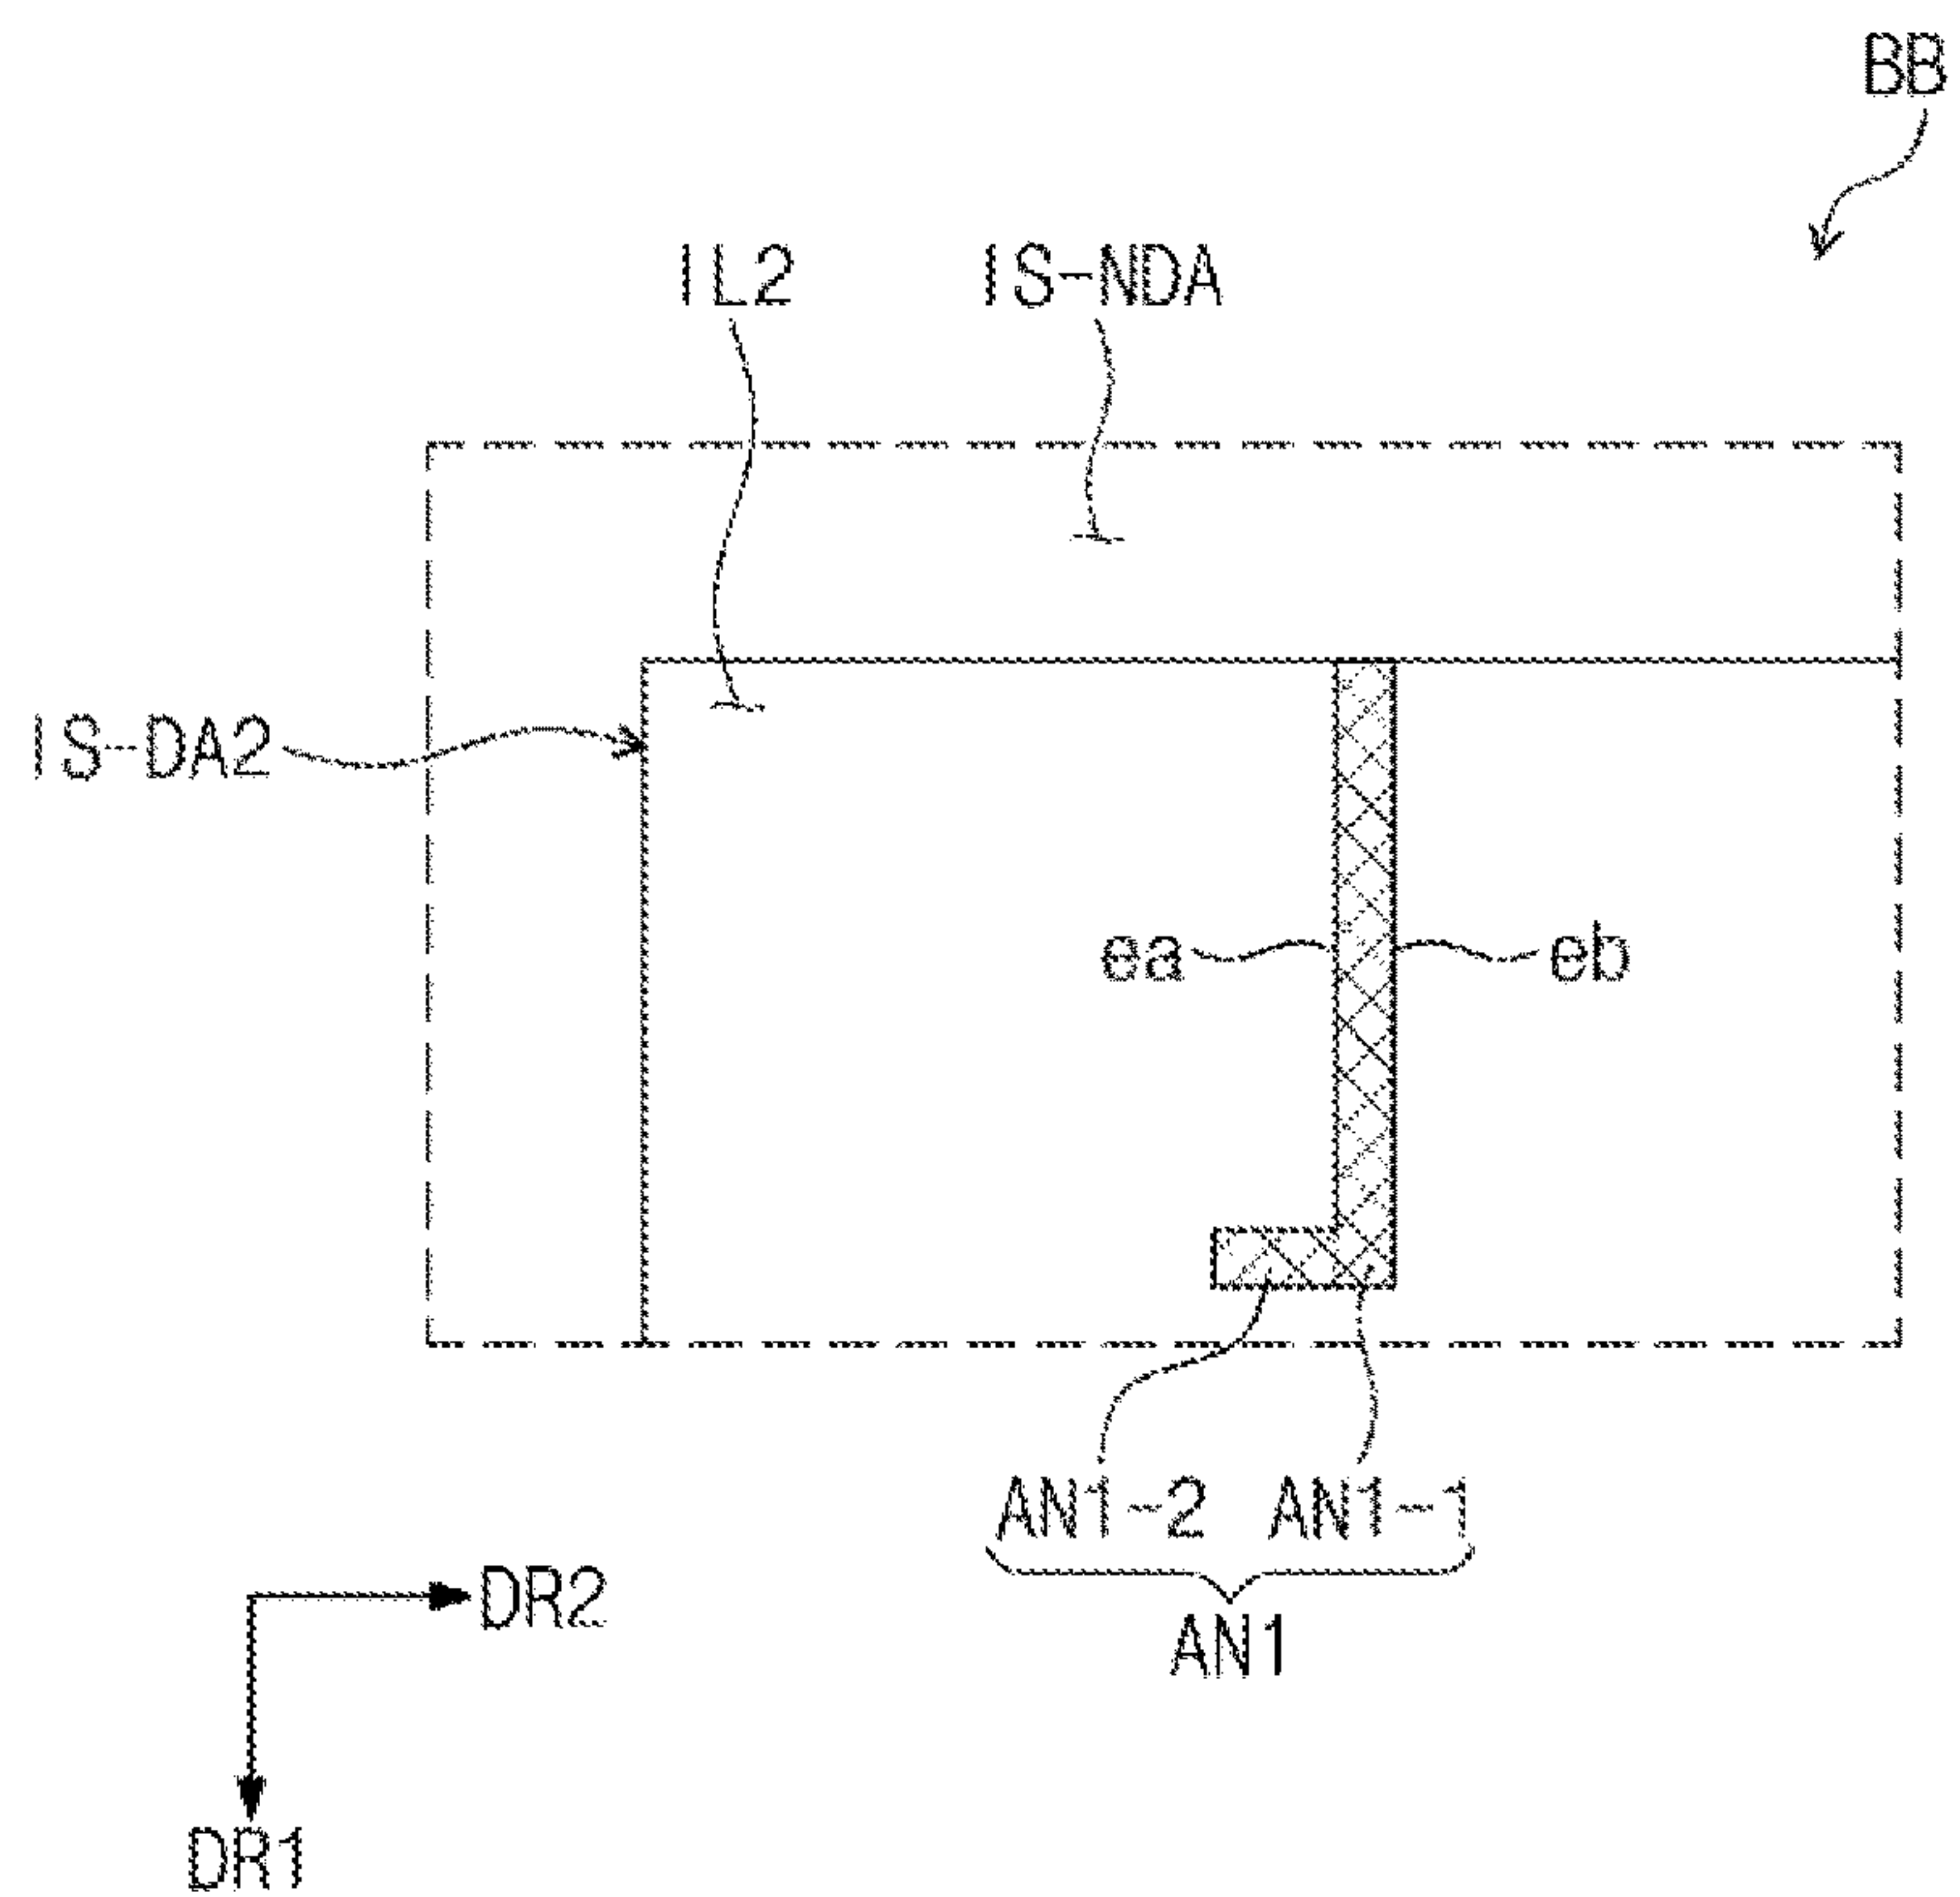 BB
IL2 IS-NDA
IS-DA2
ea eb
AN1-2 AN1-1
AN1
DR2
DR1